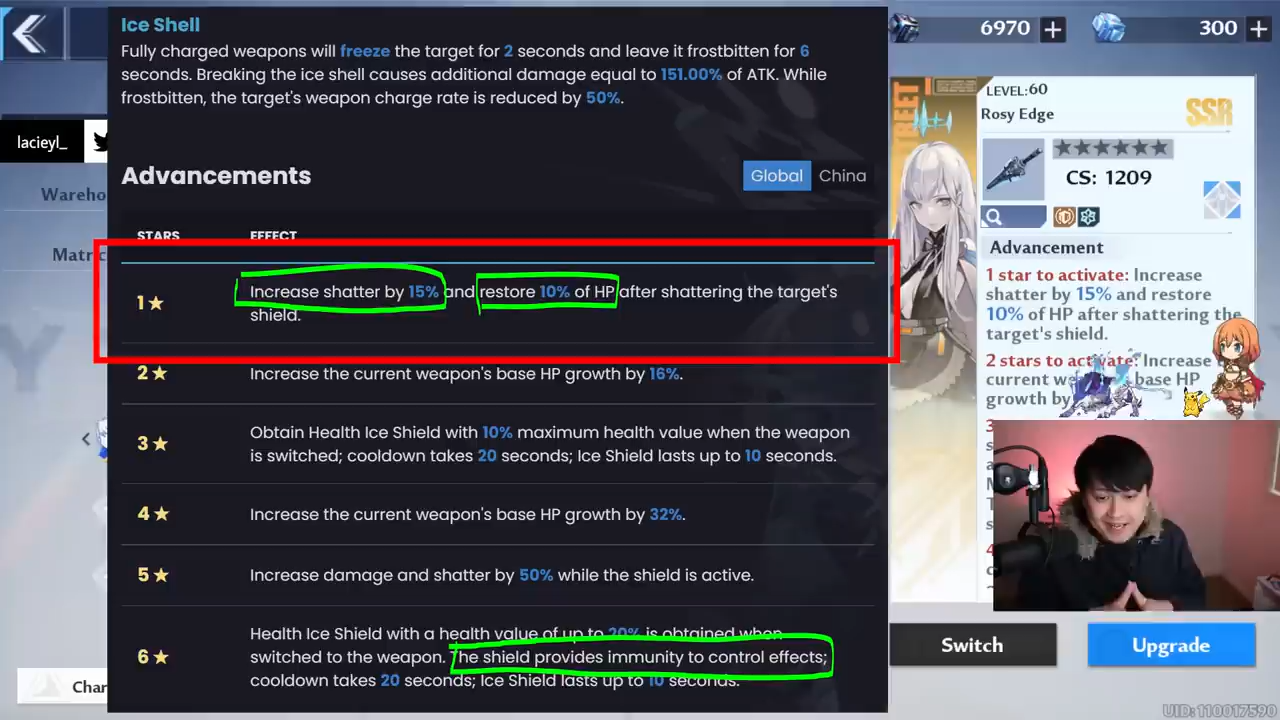 Ice Shell
Fully charged weapons will freeze the target for 2 seconds and leave it frostbitten for 6
seconds. Breaking the ice shell causes additional damage equal to 151.00% of ATK. While
frostbitten, the target's weapon charge rate is reduced by 50%.
Advancements
Global China
STARS EFFECT
1★ Increase shatter by 15% and restore 10% of HP after shattering the target's
shield.
2★ Increase the current weapon's base HP growth by 16%.
3★ Obtain Health Ice Shield with 10% maximum health value when the weapon
is switched; cooldown takes 20 seconds; Ice Shield lasts up to 10 seconds.
4★ Increase the current weapon's base HP growth by 32%.
5★ Increase damage and shatter by 50% while the shield is active.
6★ Health Ice Shield with a health value of up to 20% is obtained when
switched to the weapon. The shield provides immunity to control effects;
cooldown takes 20 seconds; Ice Shield lasts up to 10 seconds.
lacieyl_
Wareho
Matric
Char
6970 +
300 +
LEVEL:60
Rosy Edge
SSR
CS: 1209
Advancement
1 star to activate: Increase
shatter by 15% and restore
10% of HP after shattering the
target's shield.
2 stars to activate: Increase
current we base HP
growth by
Switch
Upgrade
UID:110017590